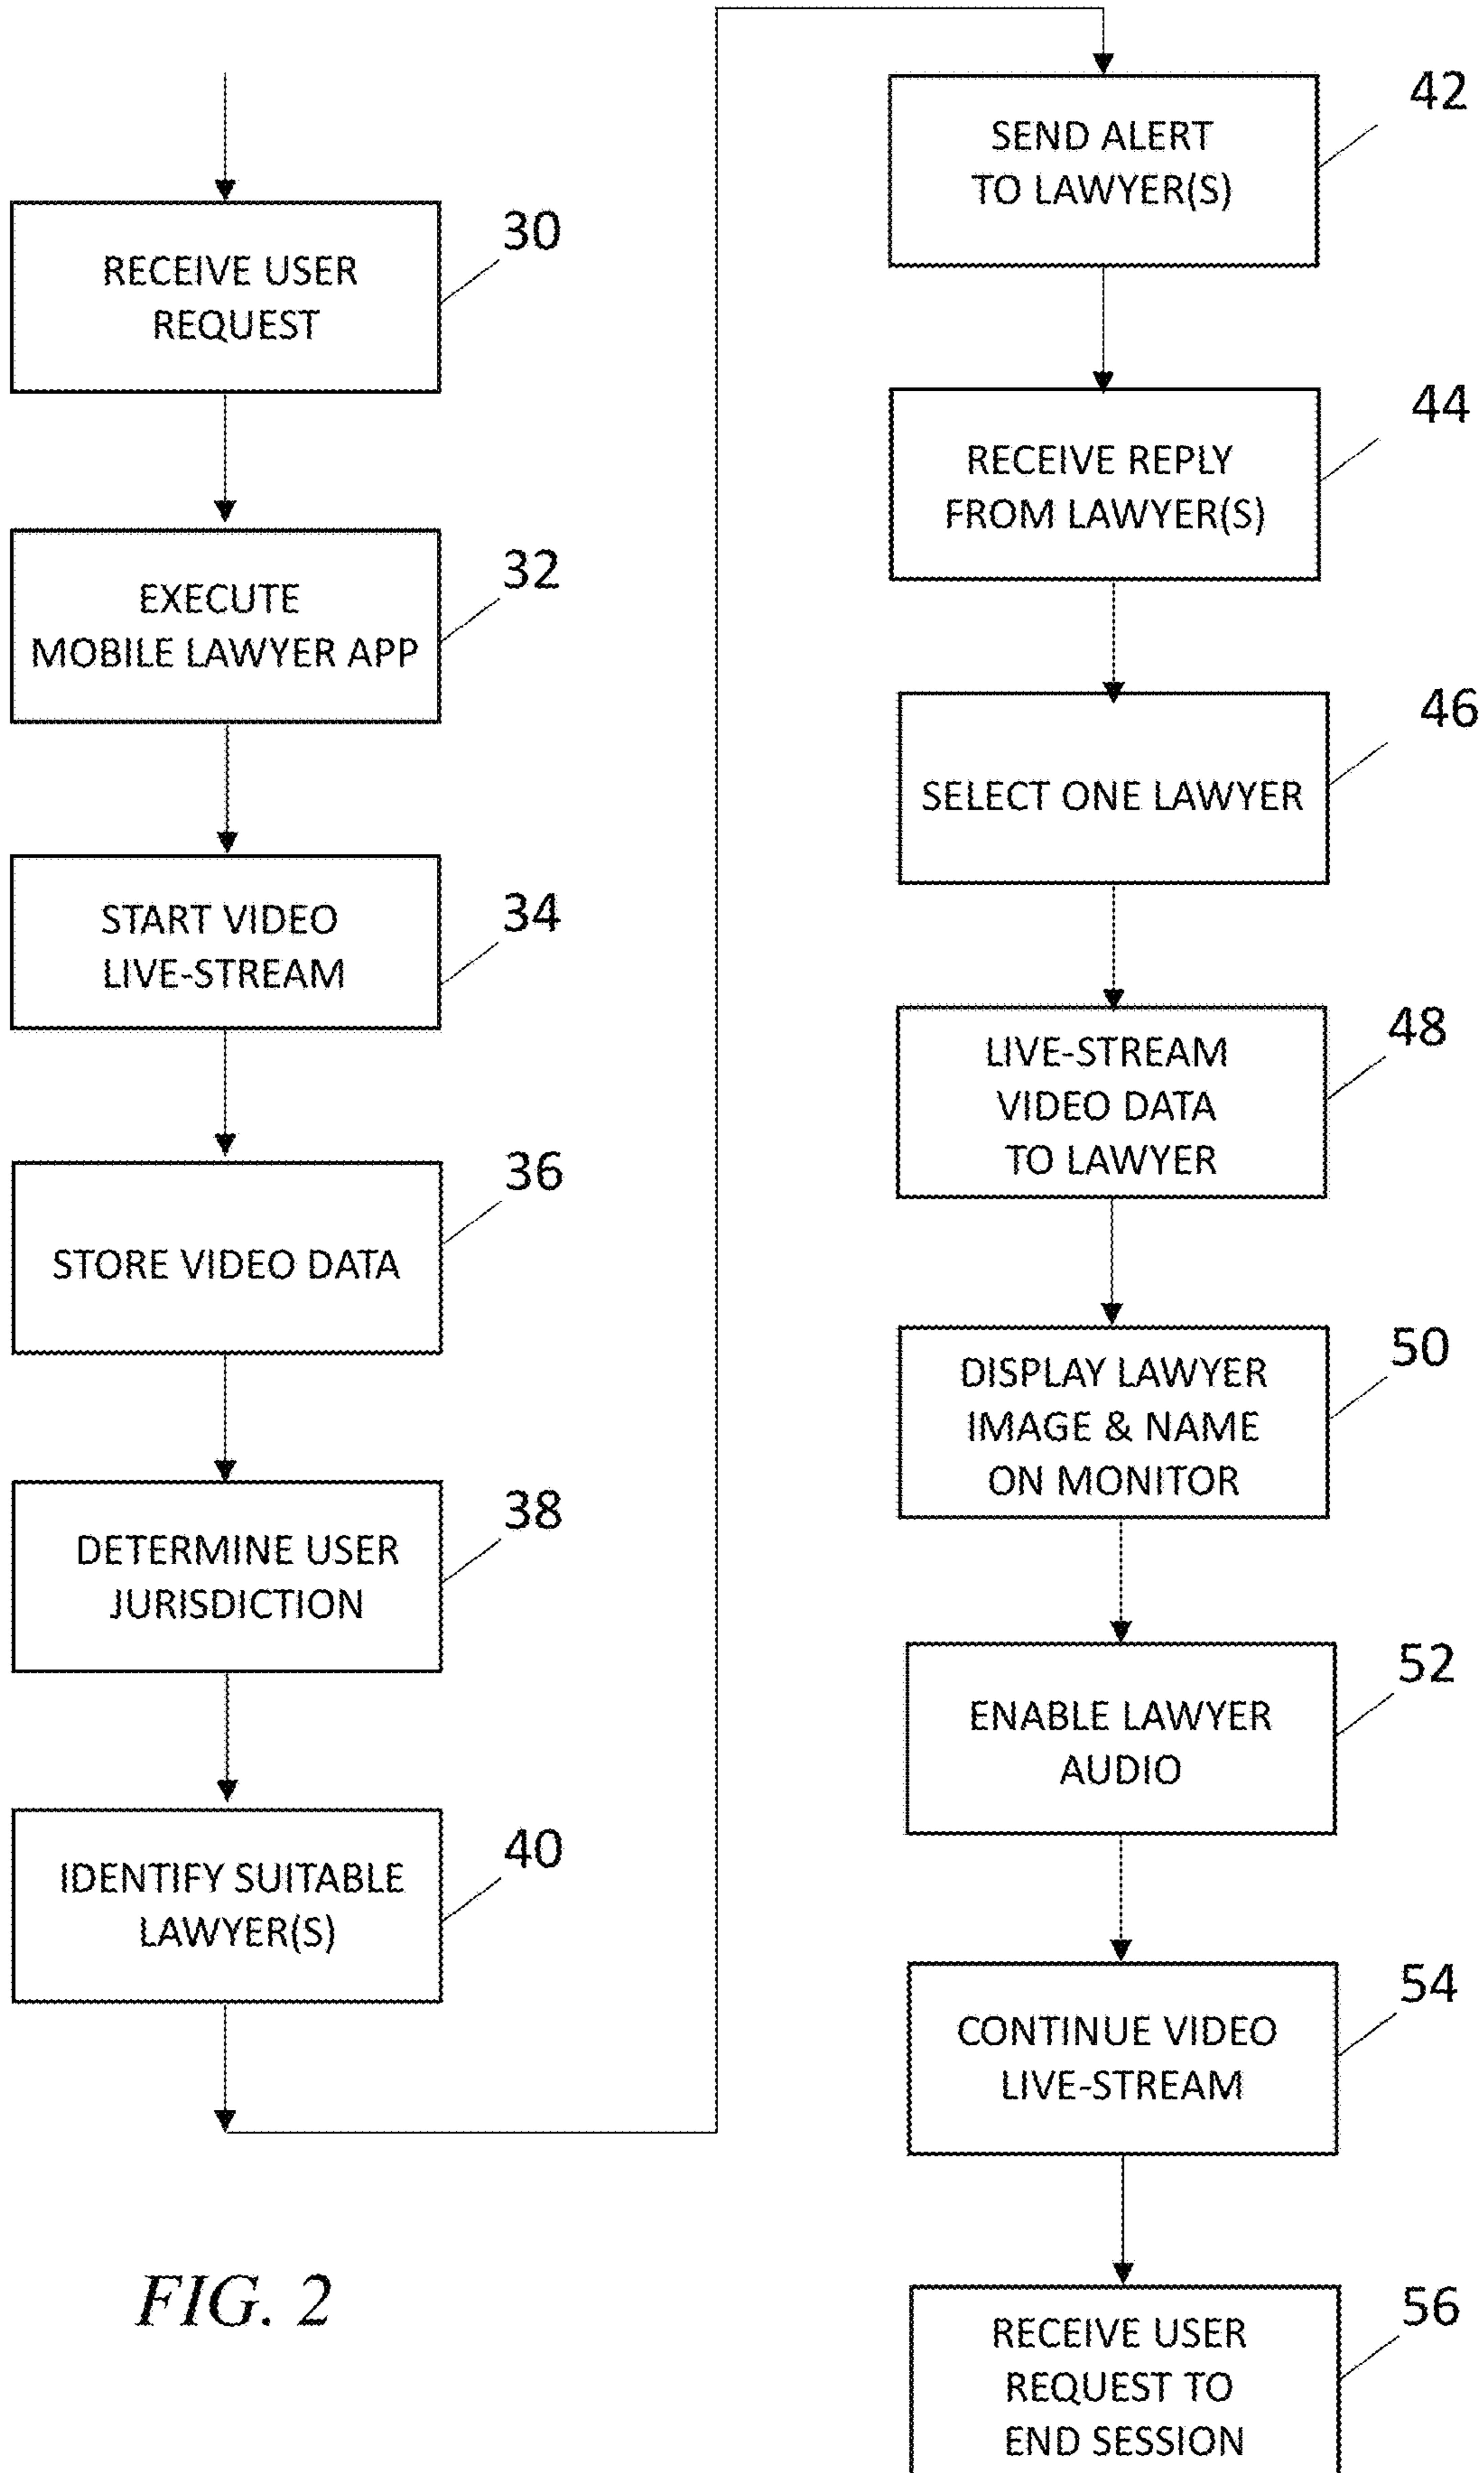 RECEIVE USER
REQUEST
30
EXECUTE
MOBILE LAWYER APP
32
START VIDEO
LIVE-STREAM
34
STORE VIDEO DATA
36
DETERMINE USER
JURISDICTION
38
IDENTIFY SUITABLE
LAWYER(S)
40
SEND ALERT
TO LAWYER(S)
42
RECEIVE REPLY
FROM LAWYER(S)
44
SELECT ONE LAWYER
46
LIVE-STREAM
VIDEO DATA
TO LAWYER
48
DISPLAY LAWYER
IMAGE & NAME
ON MONITOR
50
ENABLE LAWYER
AUDIO
52
CONTINUE VIDEO
LIVE-STREAM
54
RECEIVE USER
REQUEST TO
END SESSION
56
FIG. 2